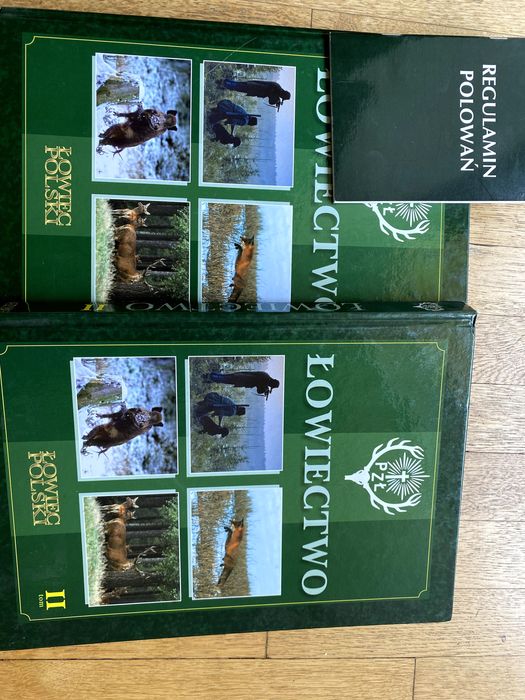 REGULAMIN
POLOWAŃ
ŁOWIECTWO
ŁOWIEC
POLSKI
ŁOWIECTWO
II
ŁOWIECTWO
PZŁ
ŁOWIEC
POLSKI
II
tom